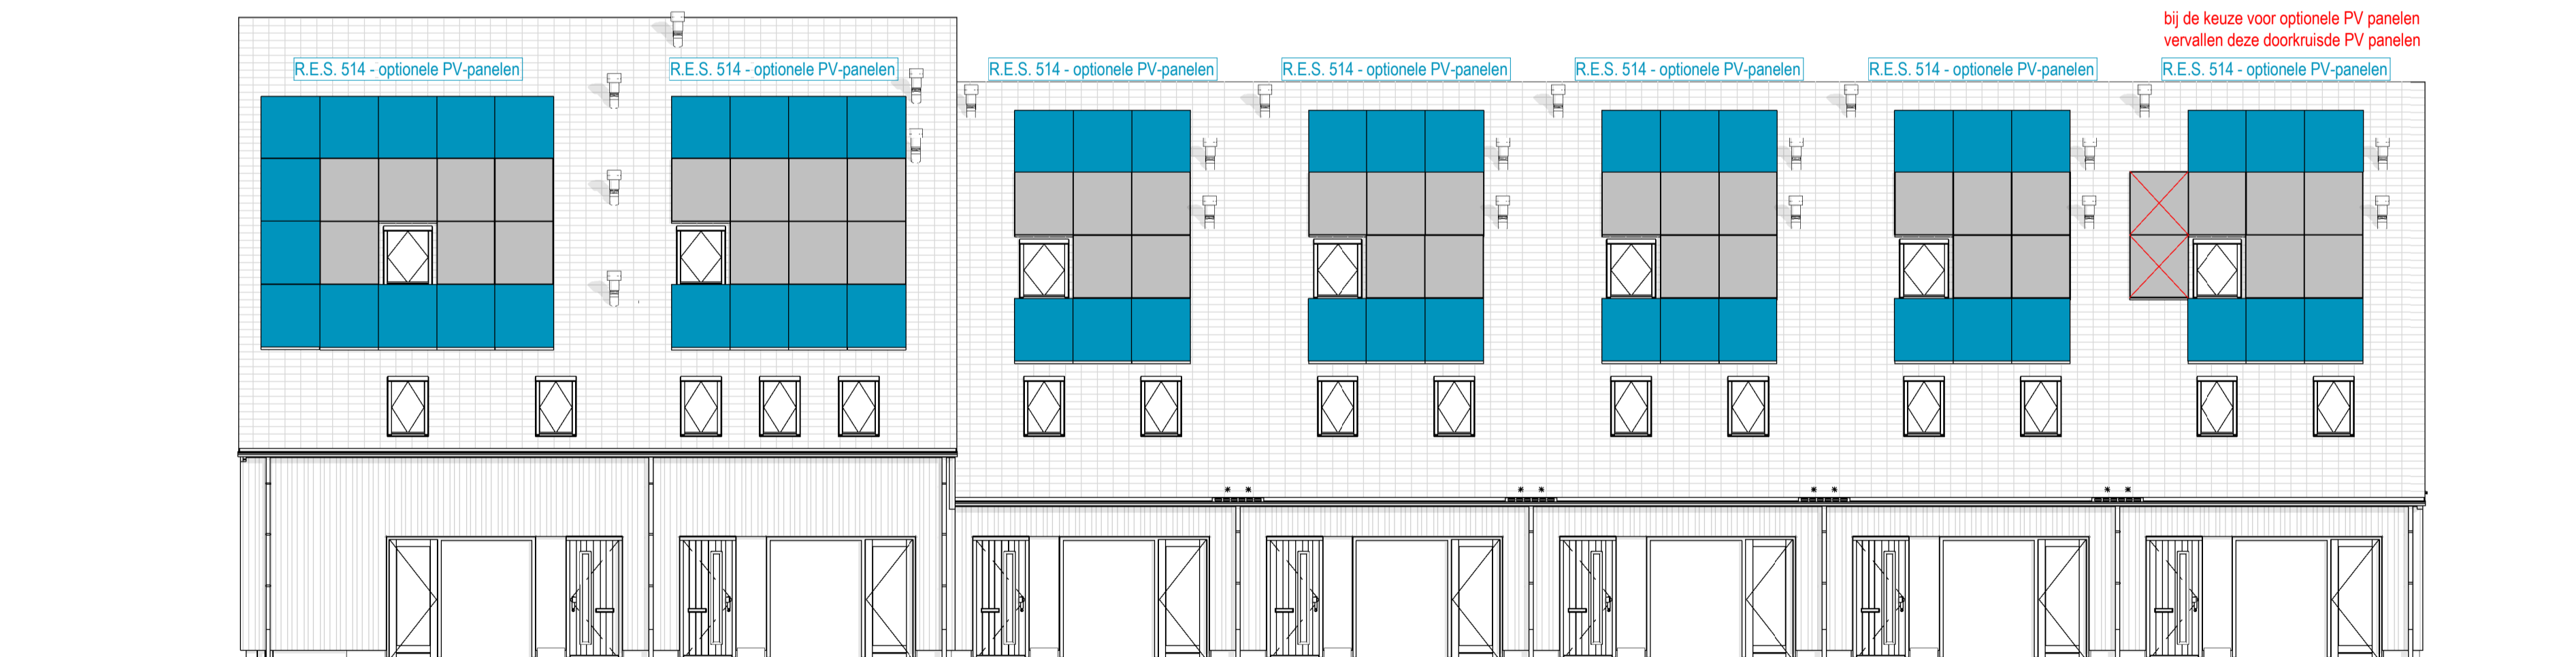 bij de keuze voor optionele PV panelen
vervallen deze doorkruisde PV panelen
R.E.S. 514 - optionele PV-panelen
R.E.S. 514 - optionele PV-panelen
R.E.S. 514 - optionele PV-panelen
R.E.S. 514 - optionele PV-panelen
R.E.S. 514 - optionele PV-panelen
R.E.S. 514 - optionele PV-panelen
R.E.S. 514 - optionele PV-panelen